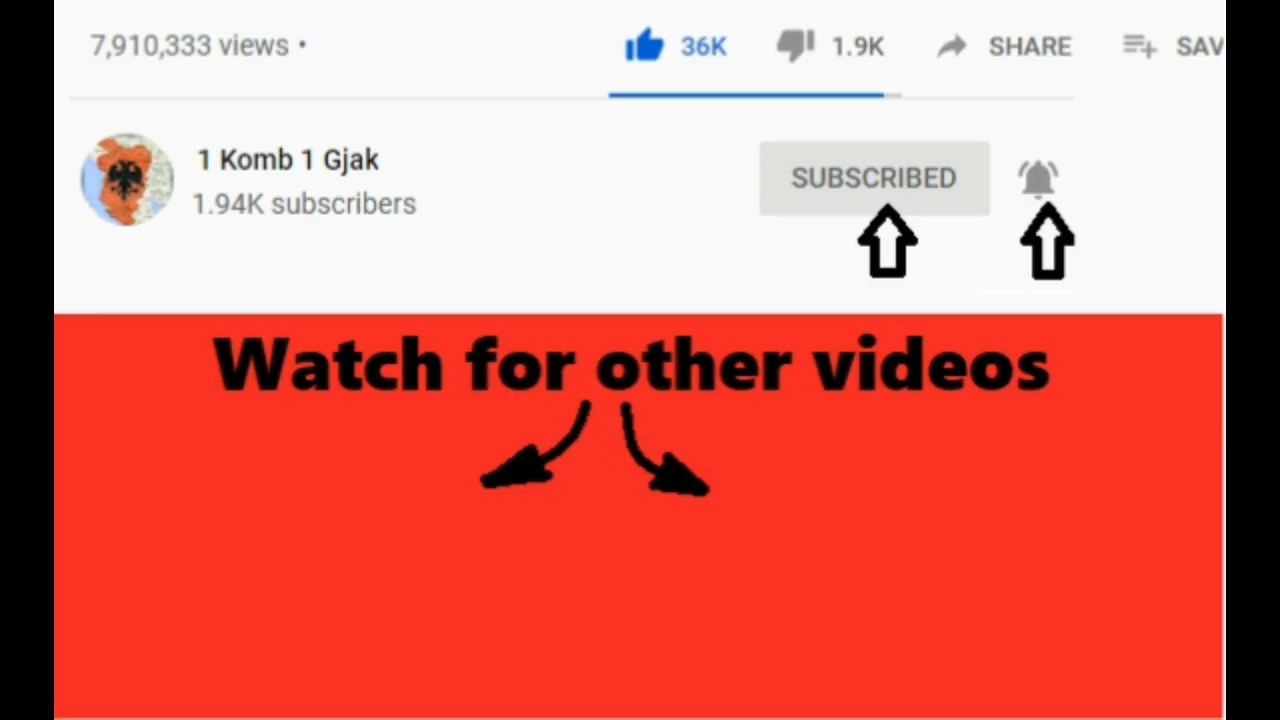 7,910,333 views •
36K
1.9K
SHARE
SAV
1 Komb 1 Gjak
1.94K subscribers
SUBSCRIBED
Watch for other videos